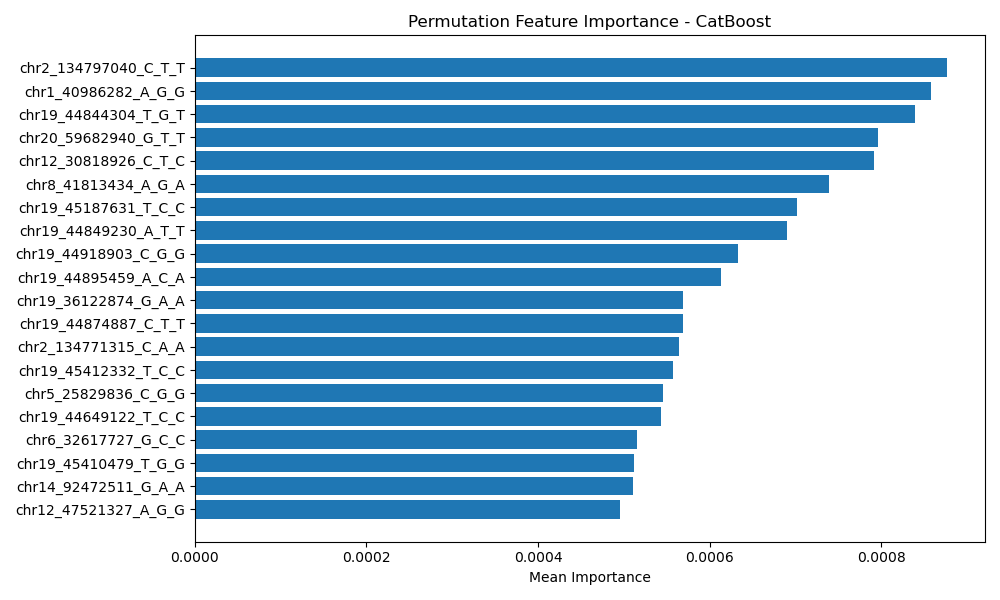 Permutation Feature Importance - CatBoost
chr2_134797040_C_T_T
chr1_40986282_A_G_G
chr19_44844304_T_G_T
chr20_59682940_G_T_T
chr12_30818926_C_T_C
chr8_41813434_A_G_A
chr19_45187631_T_C_C
chr19_44849230_A_T_T
chr19_44918903_C_G_G
chr19_44895459_A_C_A
chr19_36122874_G_A_A
chr19_44874887_C_T_T
chr2_134771315_C_A_A
chr19_45412332_T_C_C
chr5_25829836_C_G_G
chr19_44649122_T_C_C
chr6_32617727_G_C_C
chr19_45410479_T_G_G
chr14_92472511_G_A_A
chr12_47521327_A_G_G
0.0000 0.0002 0.0004 0.0006 0.0008
Mean Importance